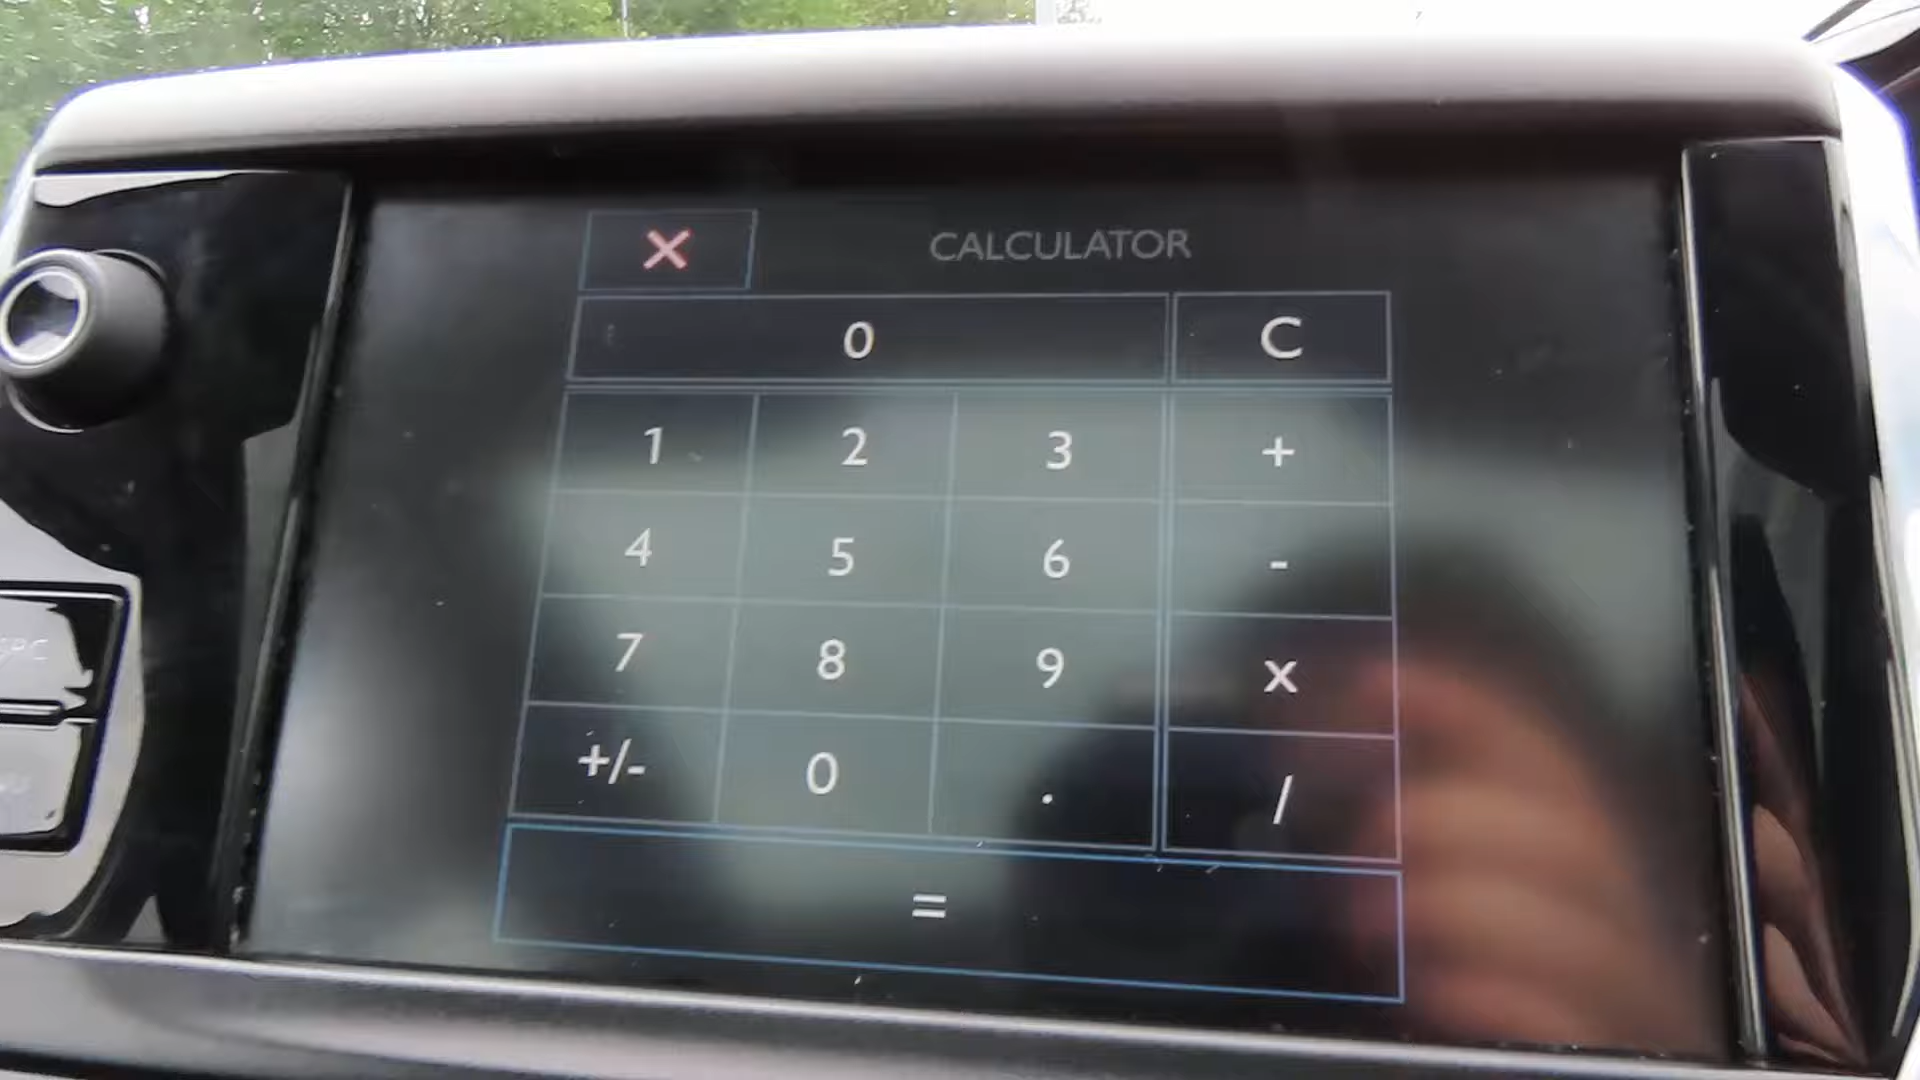 X CALCULATOR
0 C
1 2 3 +
4 5 6 -
7 8 9 x
+/- 0 . /
=